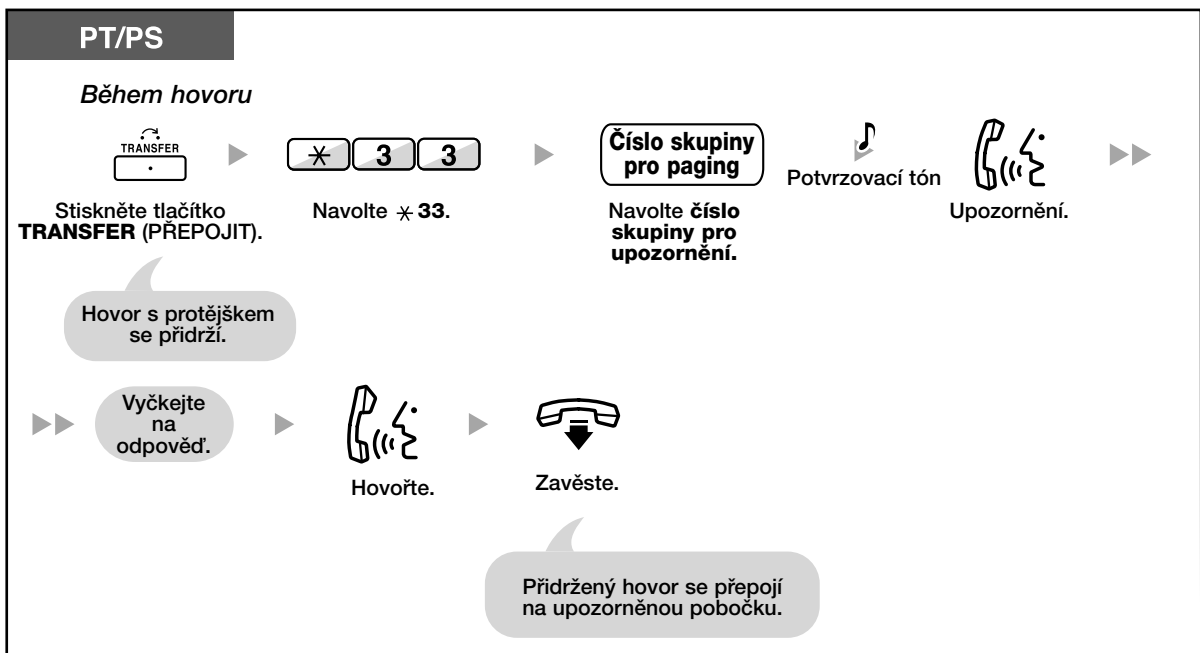 PT/PS
Během hovoru
TRANSFER
Stiskněte tlačítko
TRANSFER (PŘEPOJIT).
Hovor s protějškem
se přidrží.
* 3 3
Navolte * 33.
Číslo skupiny
pro paging
Navolte číslo
skupiny pro
upozornění.
Potvrzovací tón
Upozornění.
Vyčkejte
na
odpověď.
Hovořte.
Zavěste.
Přidržený hovor se přepojí
na upozorněnou pobočku.